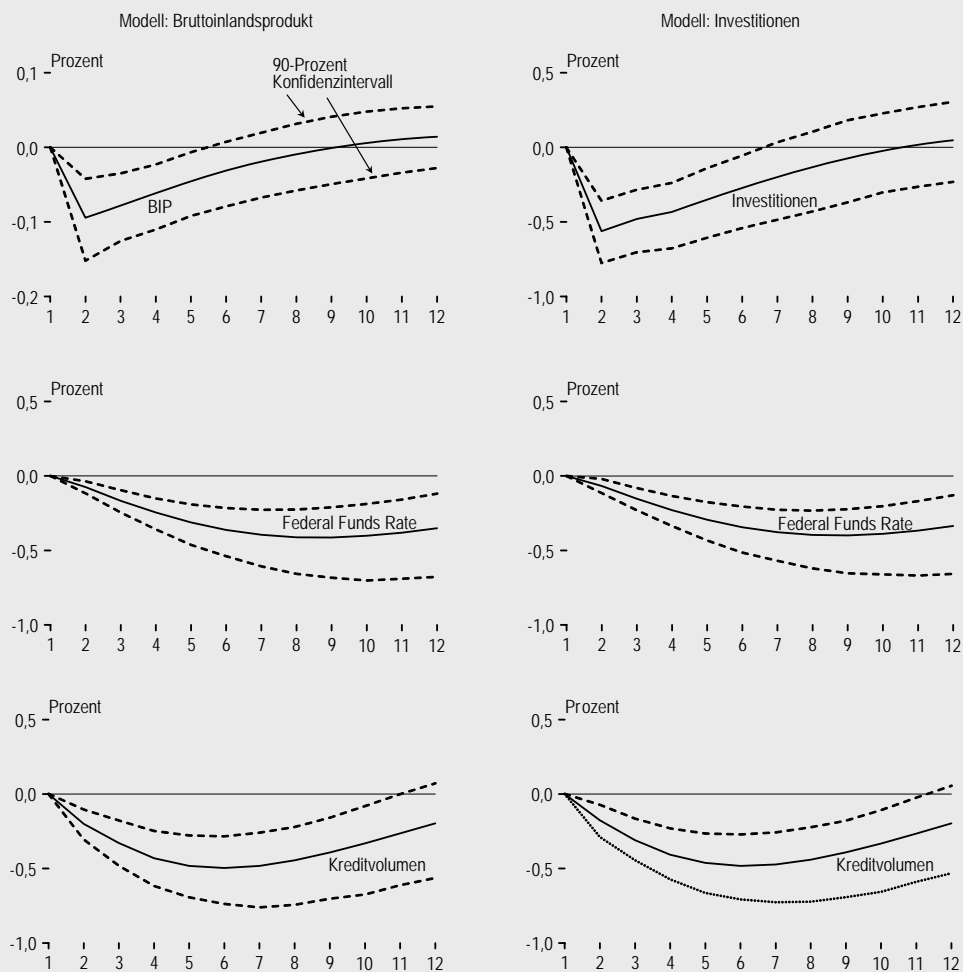 Modell: Bruttoinlandsprodukt
Prozent
0,1
0,0
-0,1
-0,2
90-Prozent
Konfidenzintervall
BIP
1 2 3 4 5 6 7 8 9 10 11 12
Modell: Investitionen
Prozent
0,5
0,0
-0,5
-1,0
Investitionen
1 2 3 4 5 6 7 8 9 10 11 12
Prozent
0,5
0,0
-0,5
-1,0
Federal Funds Rate
1 2 3 4 5 6 7 8 9 10 11 12
Prozent
0,5
0,0
-0,5
-1,0
Federal Funds Rate
1 2 3 4 5 6 7 8 9 10 11 12
Prozent
0,5
0,0
-0,5
-1,0
Kreditvolumen
1 2 3 4 5 6 7 8 9 10 11 12
Prozent
0,5
0,0
-0,5
-1,0
Kreditvolumen
1 2 3 4 5 6 7 8 9 10 11 12